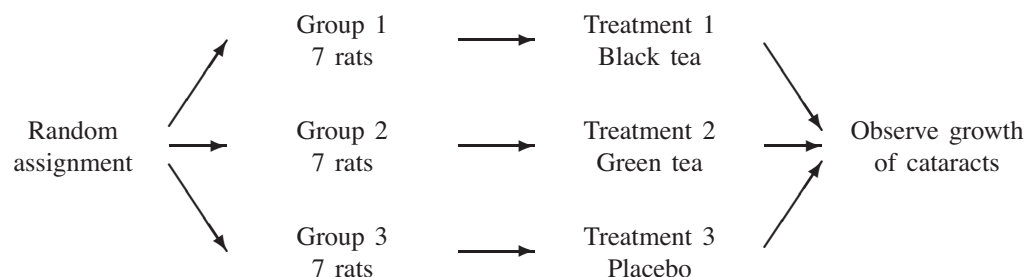 Random
assignment
Group 1
7 rats
Group 2
7 rats
Group 3
7 rats
Treatment 1
Black tea
Treatment 2
Green tea
Treatment 3
Placebo
Observe growth
of cataracts